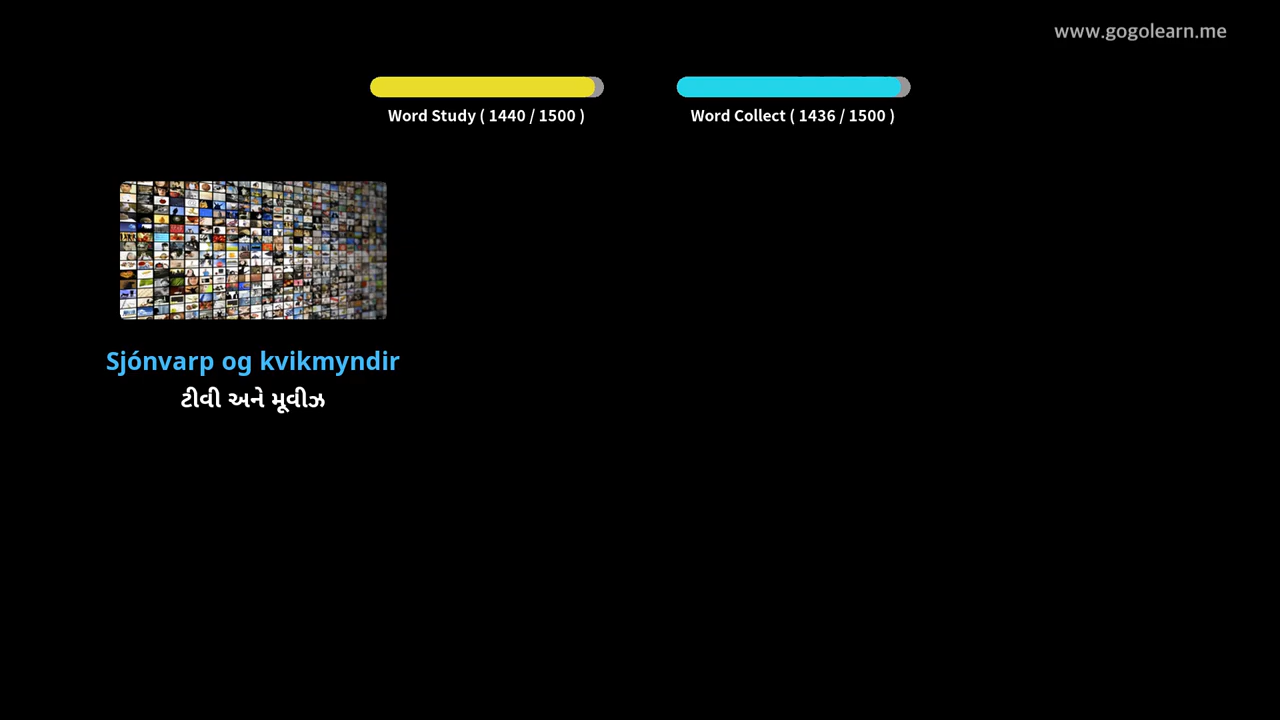 www.gogolearn.me
Word Study ( 1440 / 1500 )
Word Collect ( 1436 / 1500 )
Sjónvarp og kvikmyndir
ટીવી અને મૂવીઝ